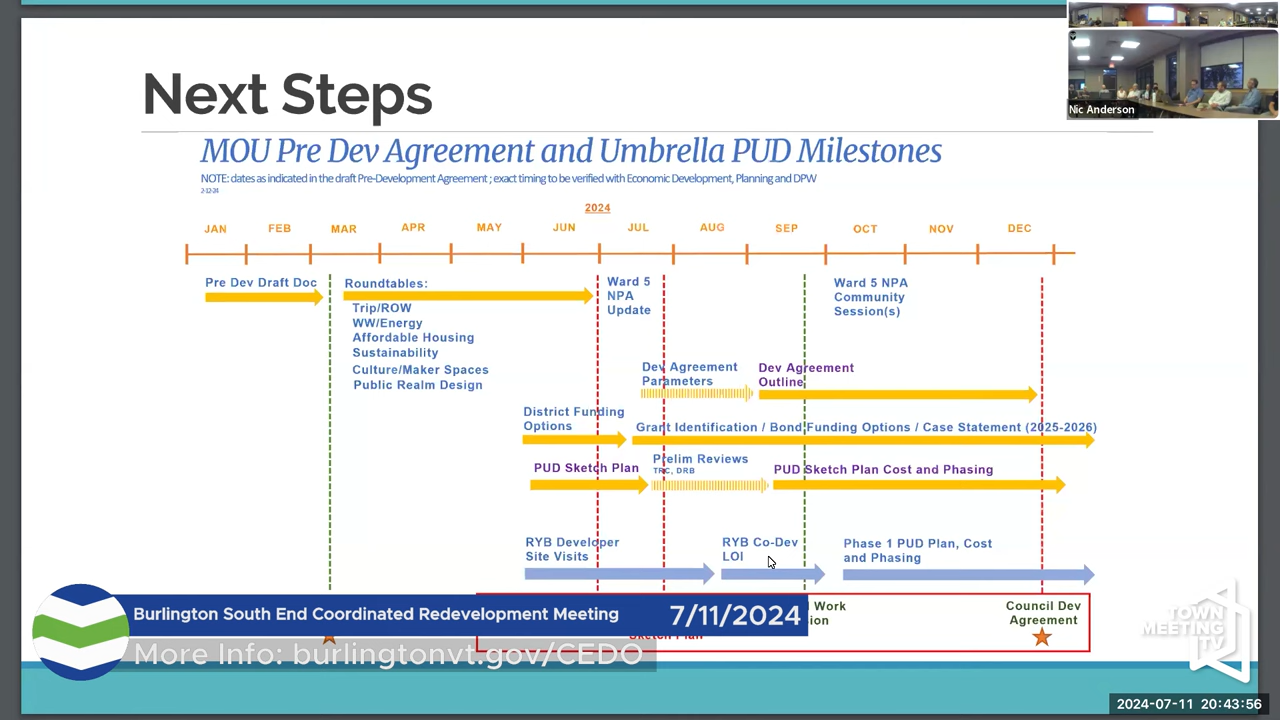 Next Steps
Nic Anderson
MOU Pre Dev Agreement and Umbrella PUD Milestones
NOTE: dates as indicated in the draft Pre-Development Agreement ; exact timing to be verified with Economic Development, Planning and DPW
2-12-24
2024
JAN FEB MAR APR MAY JUN JUL AUG SEP OCT NOV DEC
Pre Dev Draft Doc
Roundtables:
Trip/ROW
WW/Energy
Affordable Housing
Sustainability
Culture/Maker Spaces
Public Realm Design
Ward 5
NPA
Update
Ward 5 NPA
Community
Session(s)
Dev Agreement
Parameters
Dev Agreement
Outline
District Funding
Options
Grant Identification / Bond Funding Options / Case Statement (2025-2026)
PUD Sketch Plan
Prelim Reviews
TRC, DRB
PUD Sketch Plan Cost and Phasing
RYB Developer
Site Visits
RYB Co-Dev
LOI
Phase 1 PUD Plan, Cost
and Phasing
Work
Council Dev
Agreement
Sketch Plan
Burlington South End Coordinated Redevelopment Meeting 7/11/2024
More Info: burlingtonvt.gov/CEDO
TOWN
MEETING
TV
2024-07-11 20:43:56